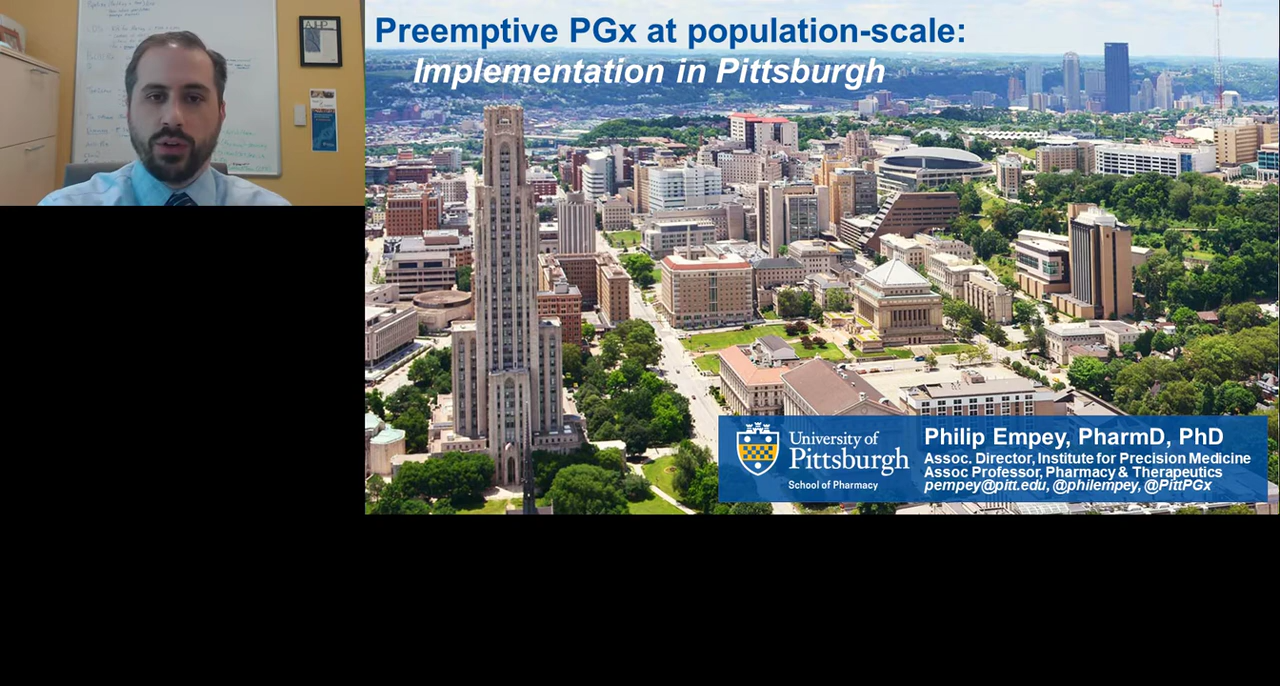 Preemptive PGx at population-scale:
Implementation in Pittsburgh
AJP
University of
Pittsburgh
School of Pharmacy
Philip Empey, PharmD, PhD
Assoc. Director, Institute for Precision Medicine
Assoc Professor, Pharmacy & Therapeutics
pempey@pitt.edu, @philempey, @PittPGx